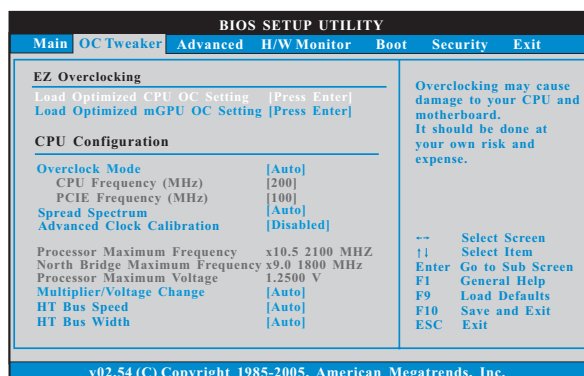 BIOS SETUP UTILITY
Main OC Tweaker Advanced H/W Monitor Boot Security Exit
EZ Overclocking
Load Optimized CPU OC Setting [Press Enter]
Load Optimized mGPU OC Setting [Press Enter]
CPU Configuration
Overclock Mode [Auto]
CPU Frequency (MHz) [200]
PCIE Frequency (MHz) [100]
Spread Spectrum [Auto]
Advanced Clock Calibration [Disabled]
Processor Maximum Frequency x10.5 2100 MHZ
North Bridge Maximum Frequency x9.0 1800 MHz
Processor Maximum Voltage 1.2500 V
Multiplier/Voltage Change [Auto]
HT Bus Speed [Auto]
HT Bus Width [Auto]
Overclocking may cause
damage to your CPU and
motherboard.
It should be done at
your own risk and
expense.
←→ Select Screen
↑↓ Select Item
Enter Go to Sub Screen
F1 General Help
F9 Load Defaults
F10 Save and Exit
ESC Exit
v02.54 (C) Copyright 1985-2005, American Megatrends, Inc.